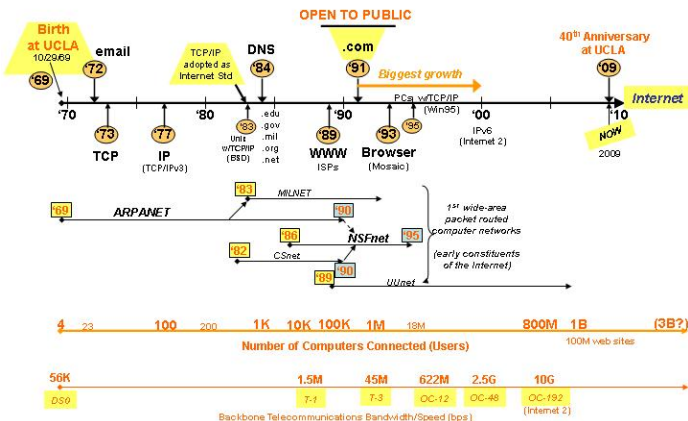 OPEN TO PUBLIC
Birth
at UCLA
10/29/69
'69
email
'72
TCP/IP
adopted as
Internet Std
DNS
'84
.com
'91
Biggest growth
40th Anniversary
at UCLA
'09
PCs w/TCP/IP
(Win95)
Internet
'70
'80
'90
'00
'10
'73
TCP
'77
IP
(TCP/IPv3)
'83
Unix
w/TCP/IP
(BSD)
.edu
.gov
.mil
.org
.net
'89
WWW
ISPs
'93
Browser
(Mosaic)
'95
IPv6
(Internet 2)
NOW
2009
'83
MILNET
'69
ARPANET
'90
'86
NSFnet
'95
'82
CSnet
'90
'89
UUnet
1st wide-area
packet routed
computer networks
(early constituents
of the Internet)
4 23 100 200 1K 10K 100K 1M 18M 800M 1B (3B?)
Number of Computers Connected (Users)
100M web sites
56K 1.5M 45M 622M 2.5G 10G
DS0 T-1 T-3 OC-12 OC-48 OC-192
(Internet 2)
Backbone Telecommunications Bandwidth/Speed (bps)